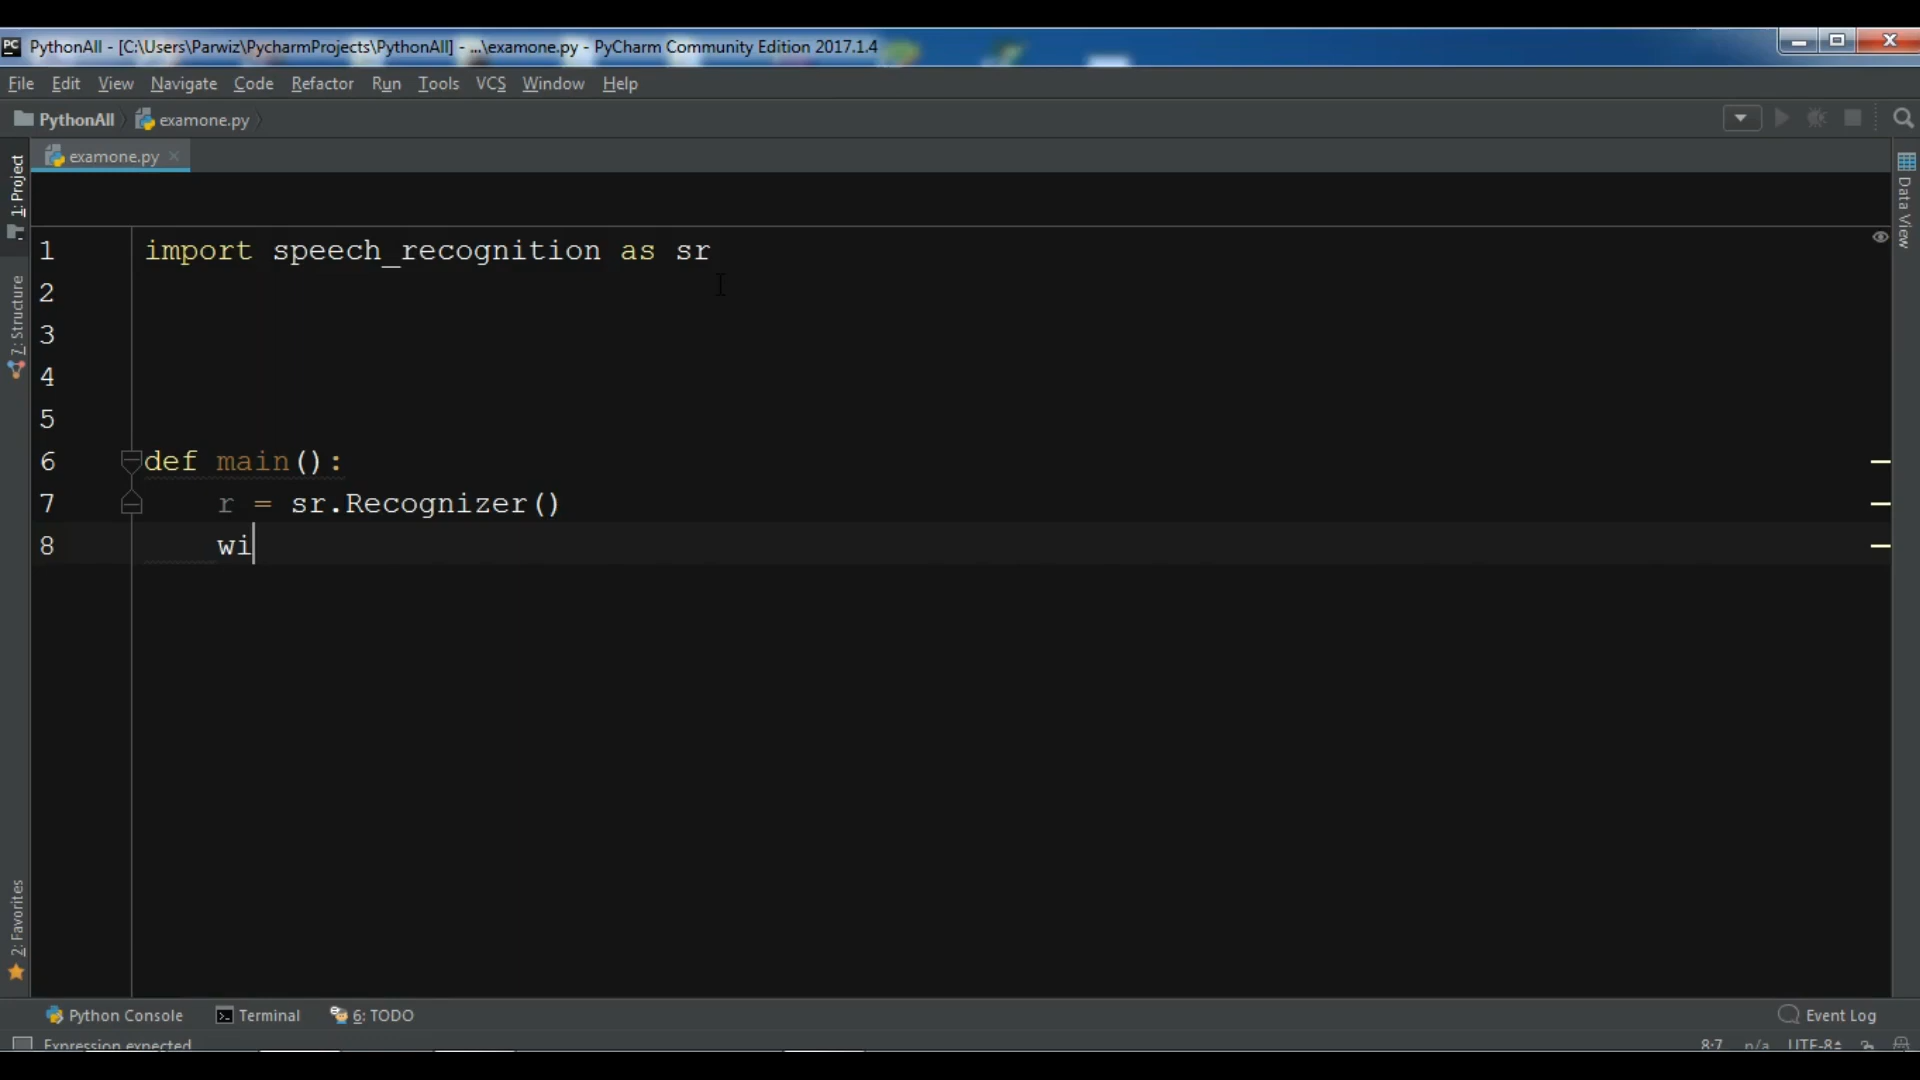 PythonAll - [C:\Users\Parwiz\PycharmProjects\PythonAll] - ...\examone.py - PyCharm Community Edition 2017.1.4
File Edit View Navigate Code Refactor Run Tools VCS Window Help
PythonAll examone.py
examone.py
1: Project
7: Structure
2: Favorites
Data View
1 import speech_recognition as sr
2
3
4
5
6 def main():
7 r = sr.Recognizer()
8 wi
Python Console Terminal 6: TODO Event Log
Expression expected 8:7 n/a UTF-8